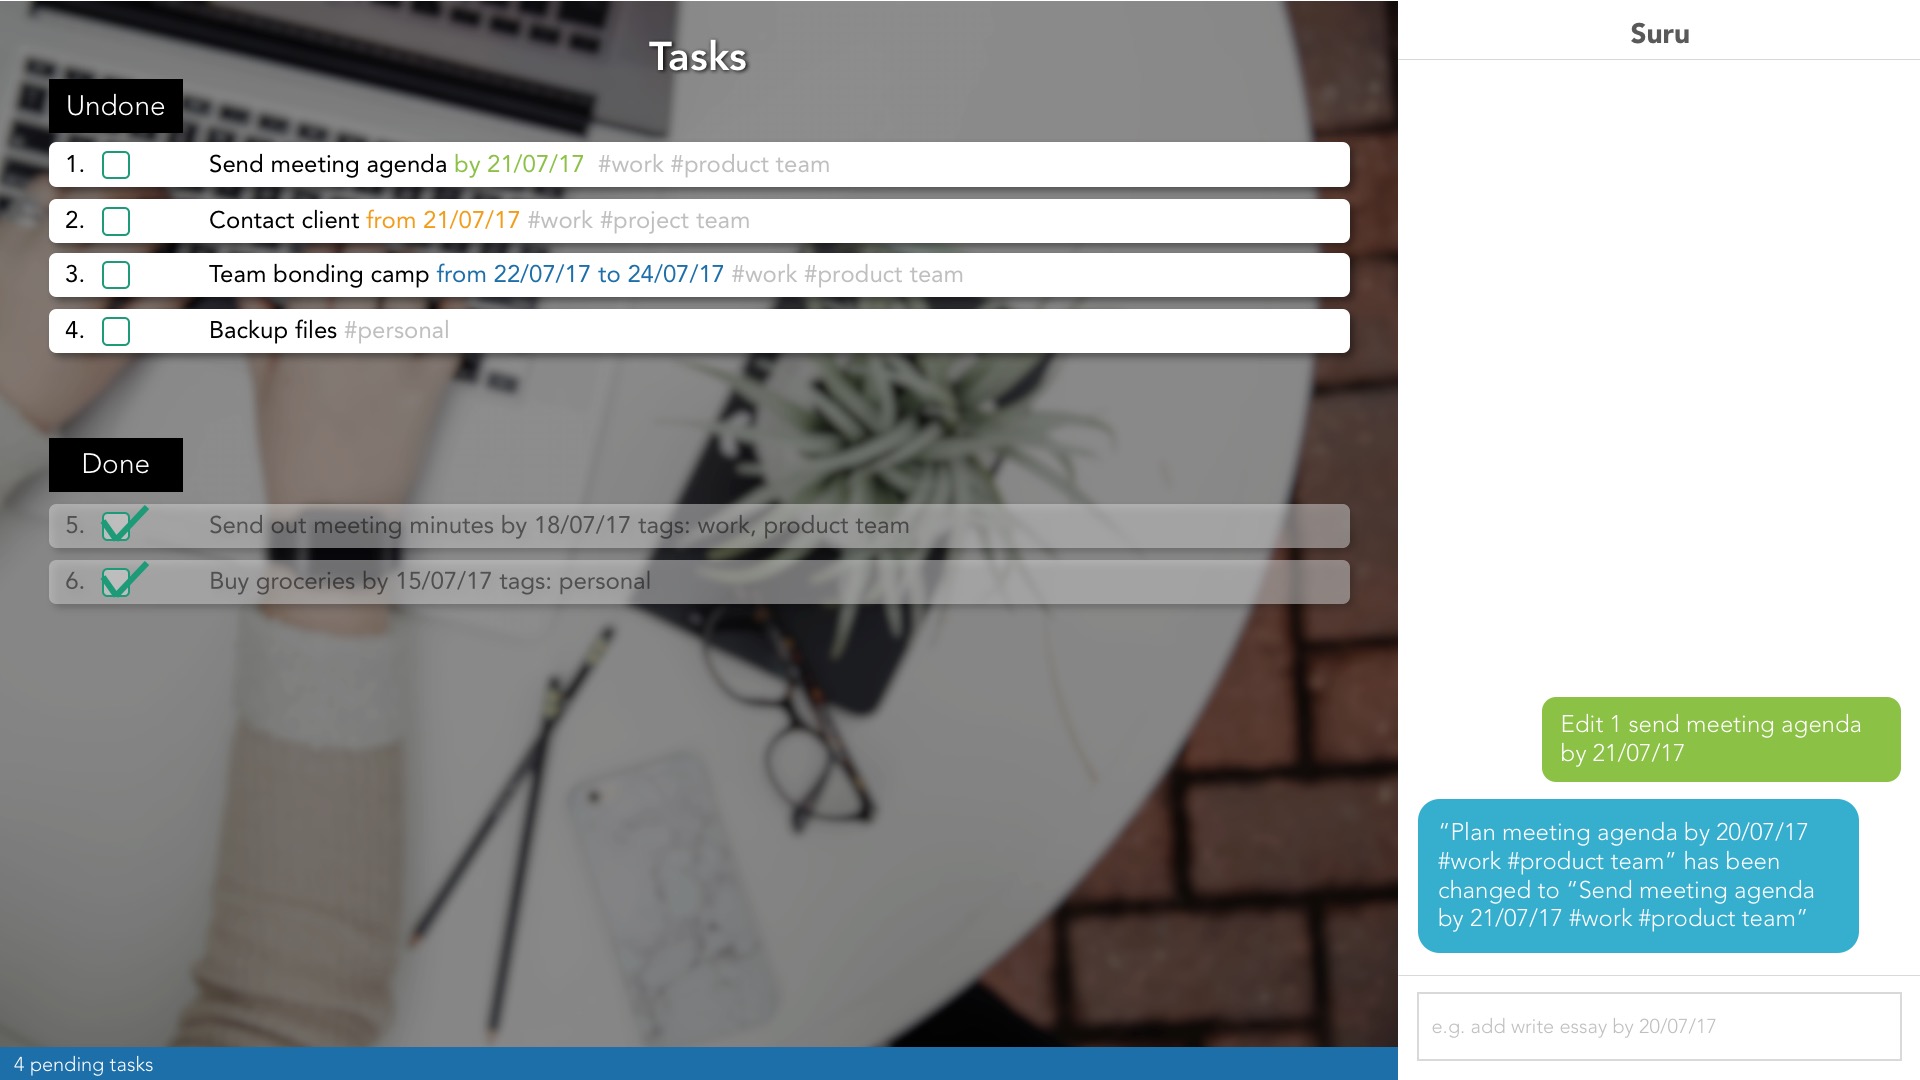 Tasks
Undone
1. Send meeting agenda by 21/07/17 #work #product team
2. Contact client from 21/07/17 #work #project team
3. Team bonding camp from 22/07/17 to 24/07/17 #work #product team
4. Backup files #personal
Done
5. Send out meeting minutes by 18/07/17 tags: work, product team
6. Buy groceries by 15/07/17 tags: personal
4 pending tasks
Suru
Edit 1 send meeting agenda
by 21/07/17
“Plan meeting agenda by 20/07/17
#work #product team” has been
changed to “Send meeting agenda
by 21/07/17 #work #product team”
e.g. add write essay by 20/07/17